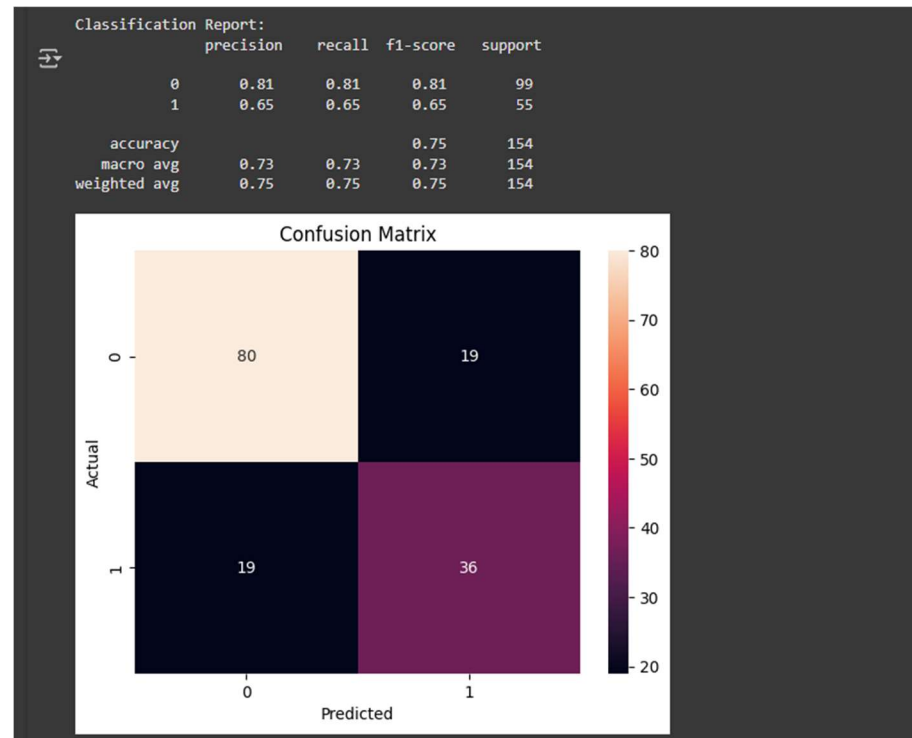 Classification Report:
precision recall f1-score support
0 0.81 0.81 0.81 99
1 0.65 0.65 0.65 55
accuracy 0.75 154
macro avg 0.73 0.73 0.73 154
weighted avg 0.75 0.75 0.75 154
Confusion Matrix
80
70
60
50
40
30
20
Actual
0
1
80 19
19 36
0 1
Predicted